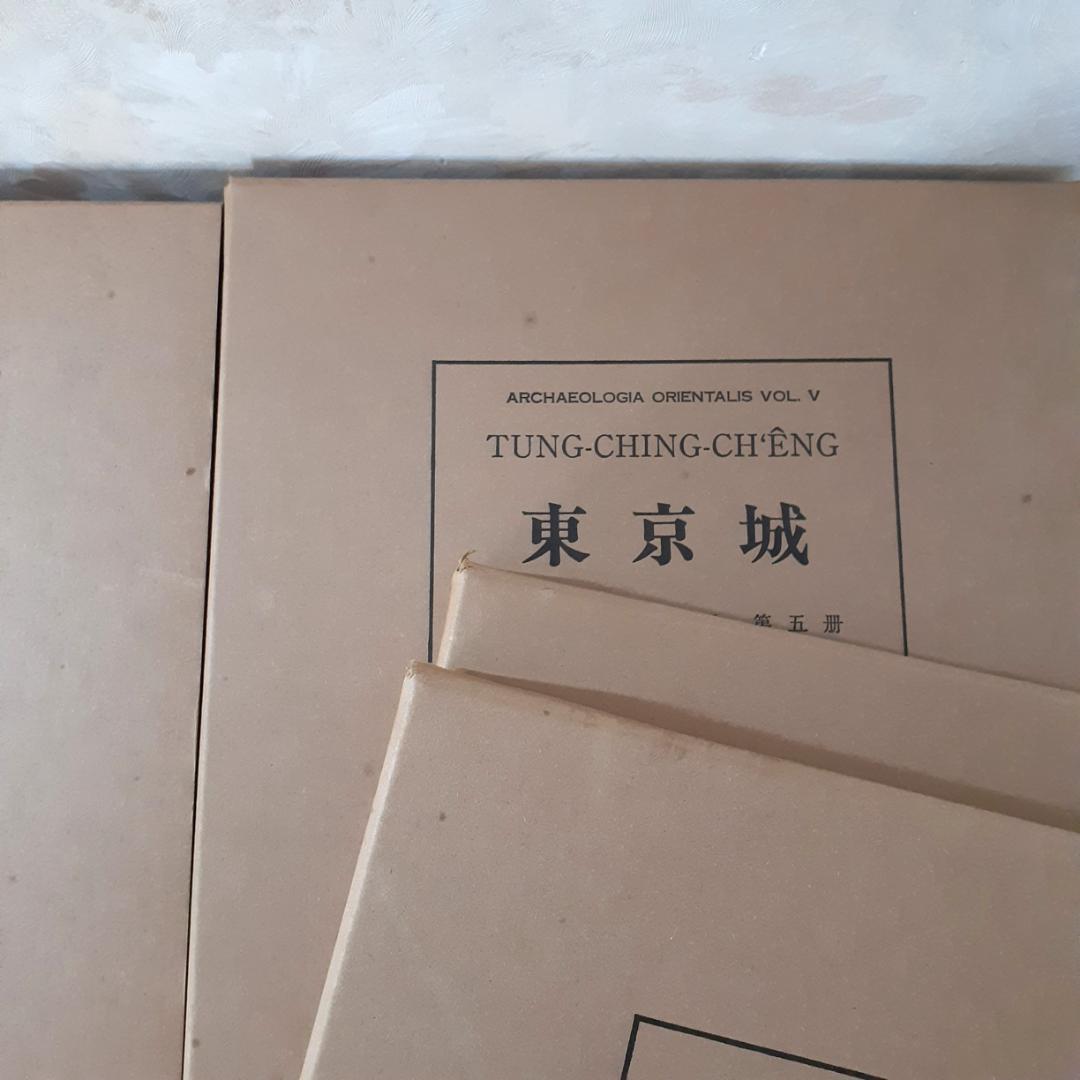 ARCHAEOLOGIA ORIENTALIS VOL. V
TUNG-CHING-CH‘ÊNG
東京城
第五册